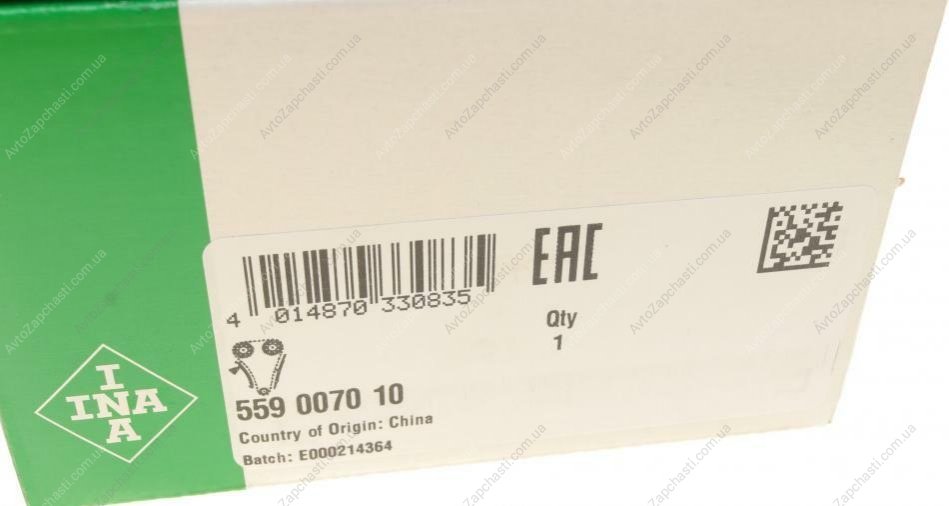 EAC
4 014870 330835
Qty
1
559 0070 10
Country of Origin: China
Batch: E000214364
INA
INA
AvtoZapchasti.com.ua